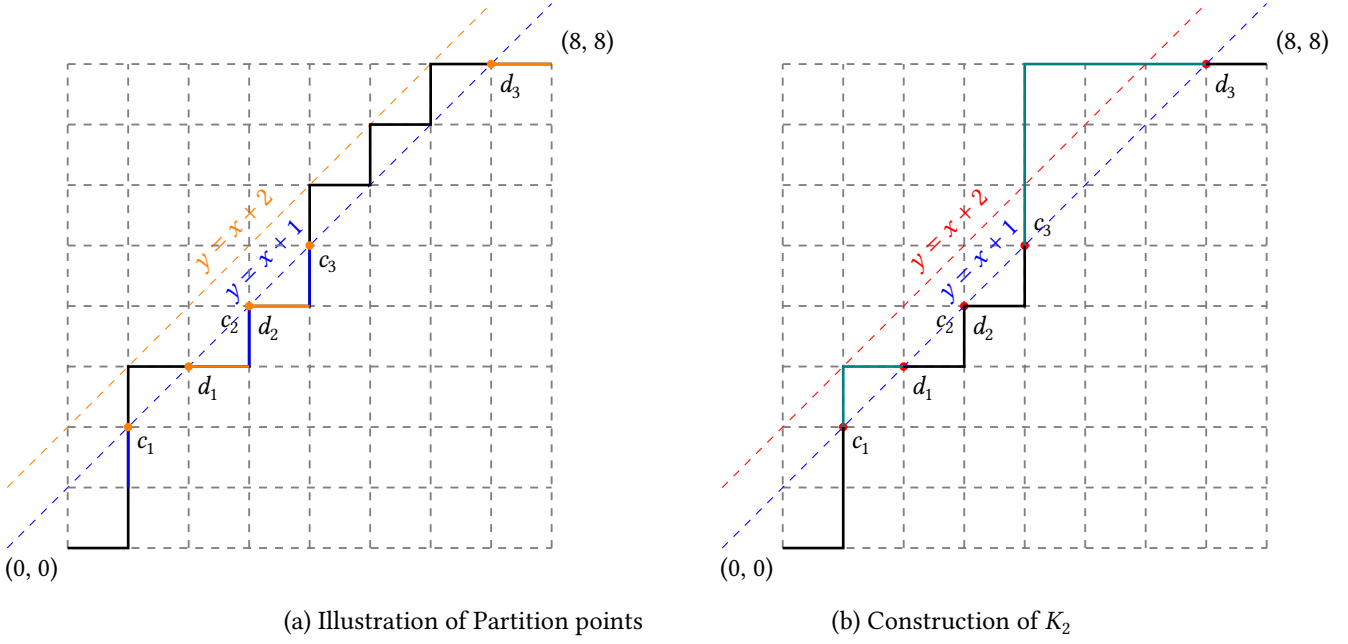 (8, 8)
d₃
y = x + 2
y = x + 1
c₃
c₂
d₂
d₁
c₁
(0, 0)
(a) Illustration of Partition points
(8, 8)
d₃
y = x + 2
y = x + 1
c₃
c₂
d₂
d₁
c₁
(0, 0)
(b) Construction of K₂